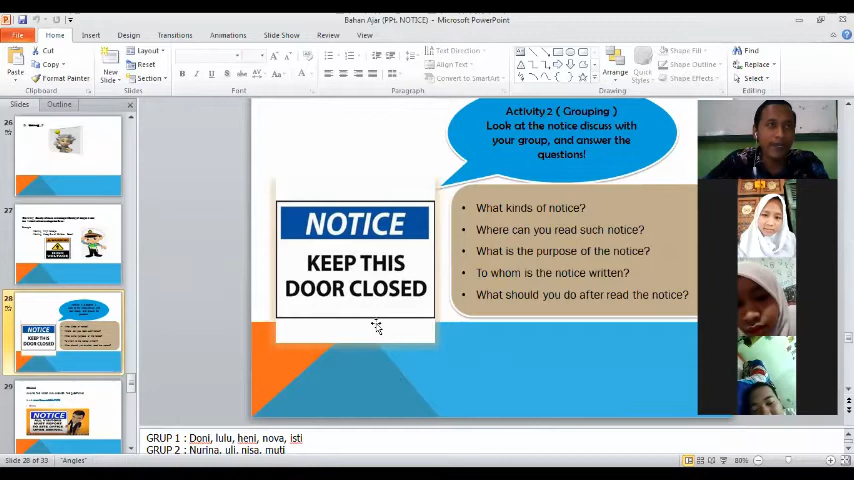 Bahan Ajar (PPt. NOTICE) - Microsoft PowerPoint
File Home Insert Design Transitions Animations Slide Show Review View
Cut
Format Painter
Paste
Clipboard
New
Slide
Layout
Reset
Section
Slides
Font
Paragraph
Text Direction
Align Text
Convert to SmartArt
Arrange
Quick
Styles
Shape Fill
Shape Outline
Shape Effects
Drawing
Find
Replace
Select
Editing
Slides Outline
26
27
28
NOTICE
KEEP THIS
DOOR CLOSED
29
NOTICE
Activity 2 ( Grouping )
Look at the notice discuss with
your group, and answer the
questions!
NOTICE
KEEP THIS
DOOR CLOSED
• What kinds of notice?
• Where can you read such notice?
• What is the purpose of the notice?
• To whom is the notice written?
• What should you do after read the notice?
GRUP 1 : Doni, lulu, heni, nova, isti
GRUP 2 : Nurina, uli, nisa, muti
Slide 28 of 33 "Angles" 80%